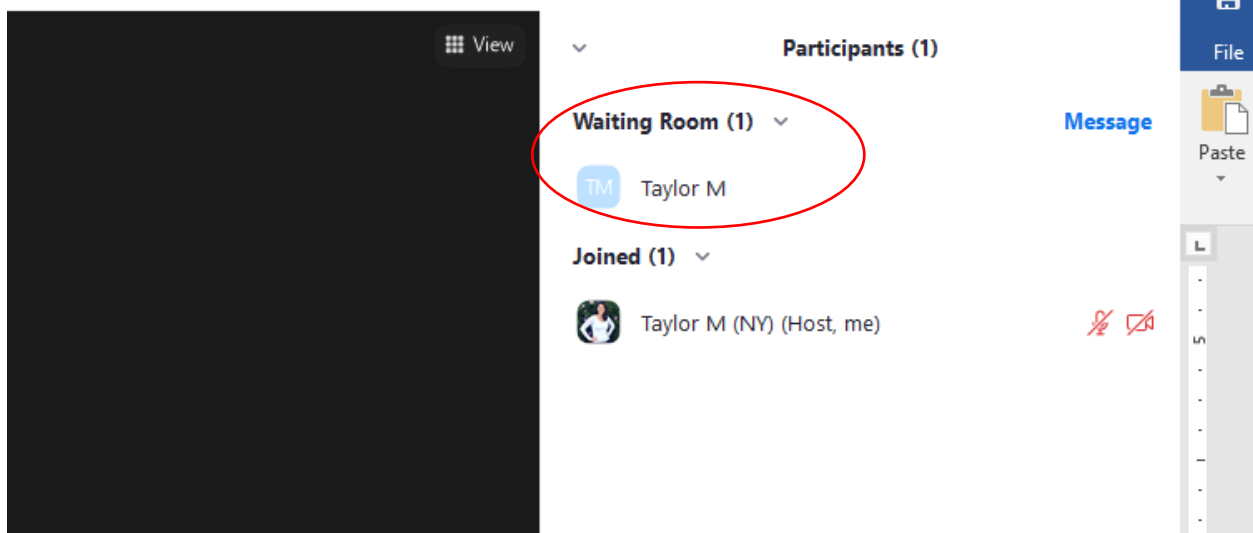 View
Participants (1)
File
Waiting Room (1)
Message
Paste
TM
Taylor M
L
Joined (1)
Taylor M (NY) (Host, me)
5